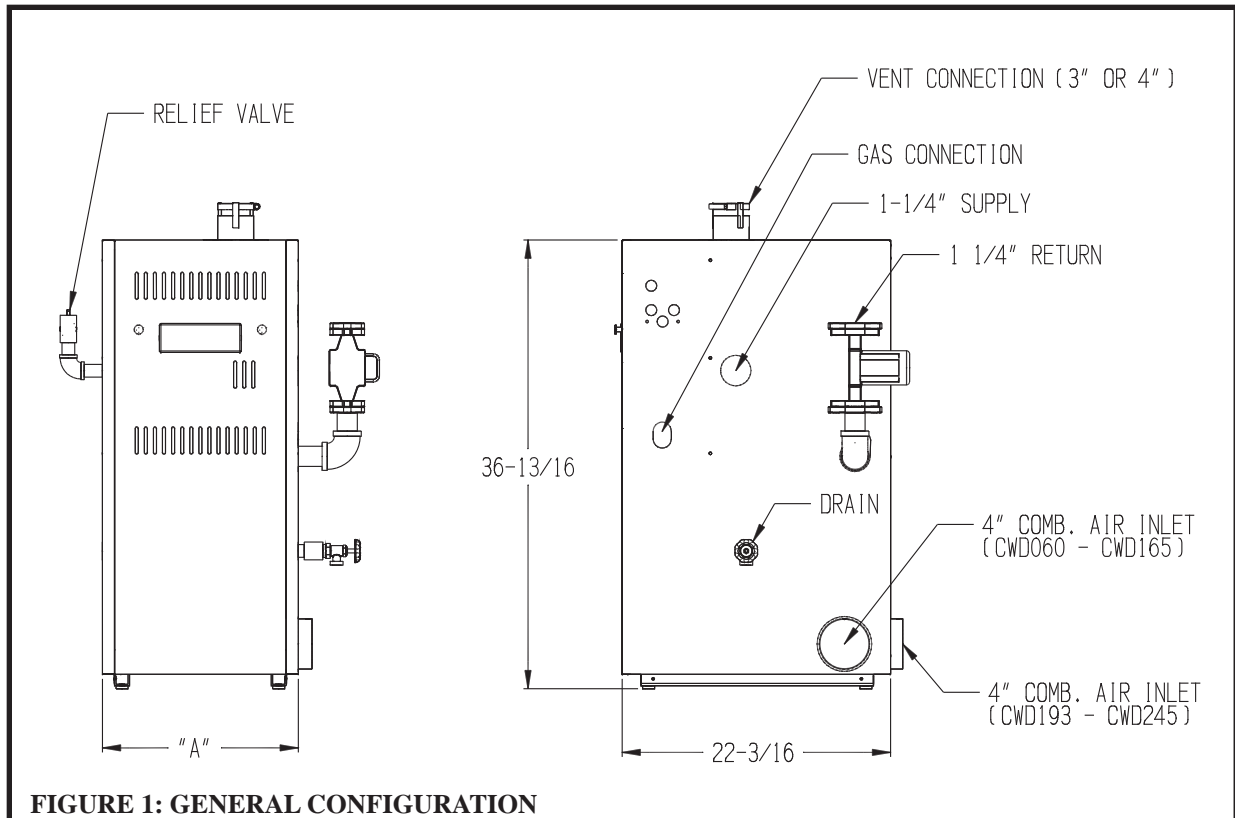 VENT CONNECTION (3" OR 4")
RELIEF VALVE
GAS CONNECTION
1-1/4" SUPPLY
1 1/4" RETURN
36-13/16
DRAIN
4" COMB. AIR INLET
(CWD060 - CWD165)
4" COMB. AIR INLET
(CWD193 - CWD245)
"A"
22-3/16
FIGURE 1: GENERAL CONFIGURATION